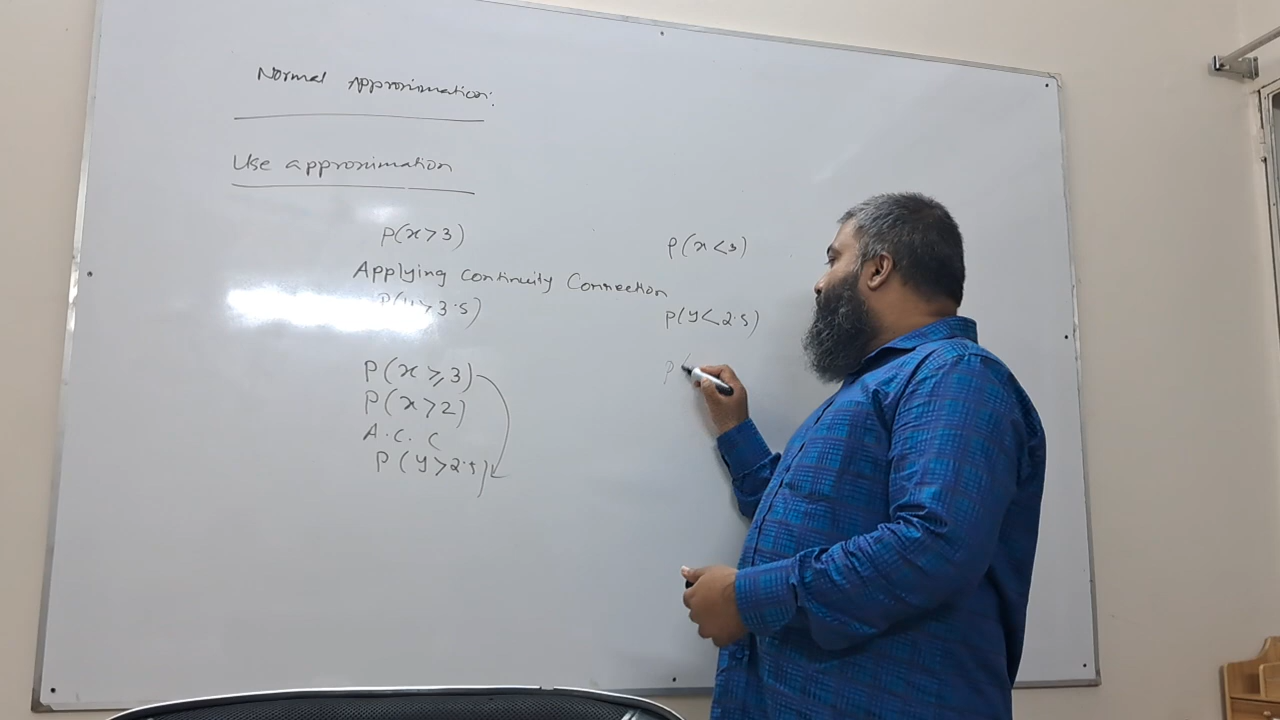 Normal Approximation:
Use approximation
P(x>3)
Applying continuity Connection
P(y>3.5)
P(x⩾3)
P(x>2)
A.C.C
P(y>2.5)
P(x<3)
P(y<2.5)
P(